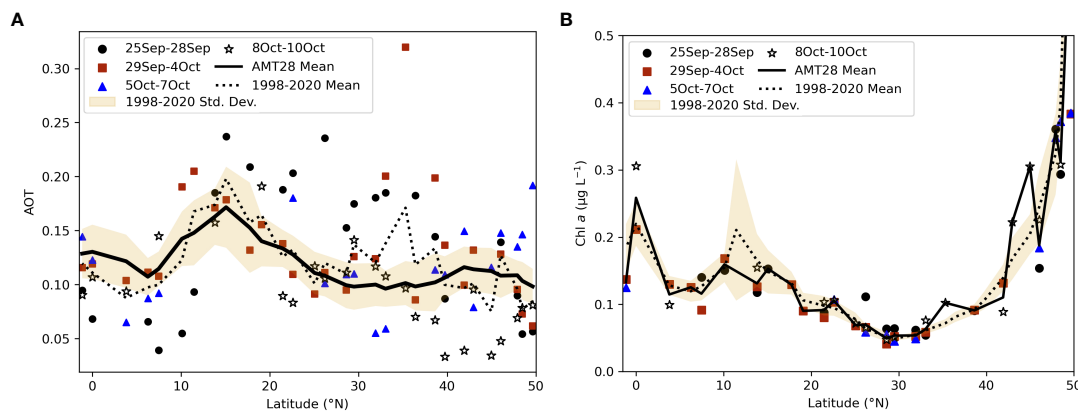 A
25Sep-28Sep
29Sep-4Oct
5Oct-7Oct
8Oct-10Oct
AMT28 Mean
1998-2020 Mean
1998-2020 Std. Dev.
AOT
0.30
0.25
0.20
0.15
0.10
0.05
0 10 20 30 40 50
Latitude (°N)
B
25Sep-28Sep
29Sep-4Oct
5Oct-7Oct
8Oct-10Oct
AMT28 Mean
1998-2020 Mean
1998-2020 Std. Dev.
Chl a (µg L⁻¹)
0.5
0.4
0.3
0.2
0.1
0.0
0 10 20 30 40 50
Latitude (°N)